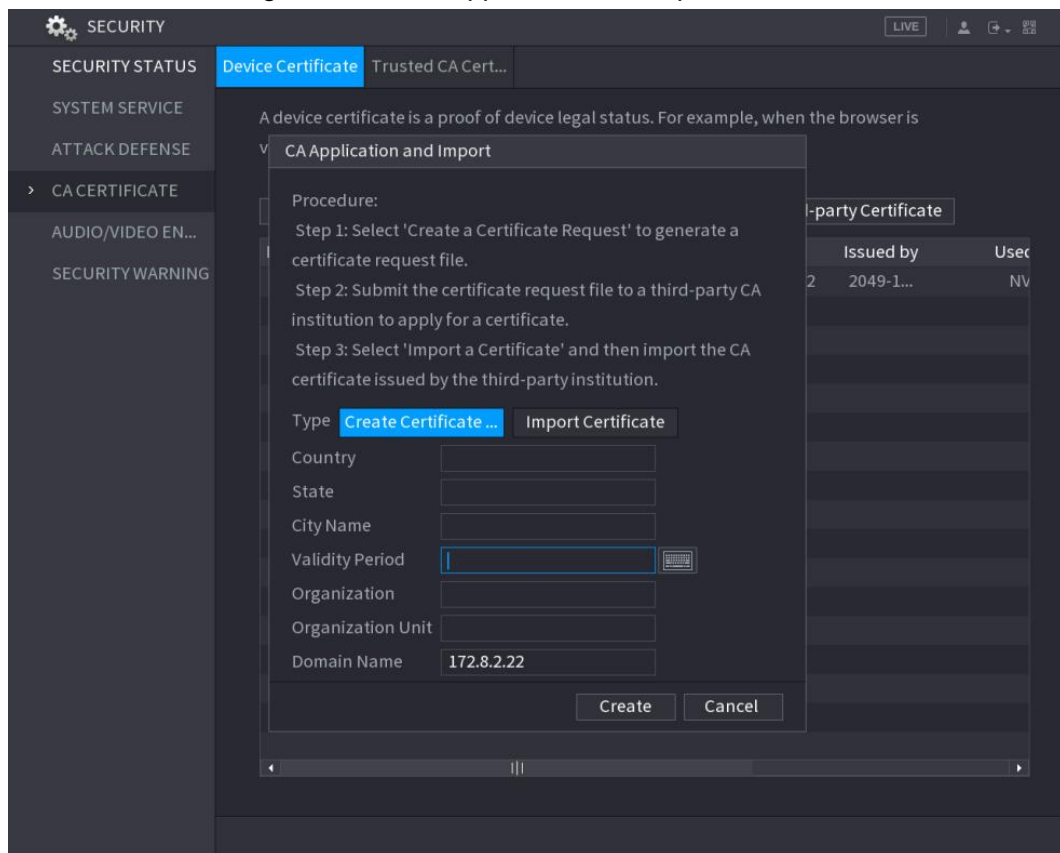 SECURITY
LIVE
SECURITY STATUS
Device Certificate
Trusted CA Cert...
SYSTEM SERVICE
A device certificate is a proof of device legal status. For example, when the browser is
ATTACK DEFENSE
CA Application and Import
CA CERTIFICATE
Procedure:
-party Certificate
Step 1: Select 'Create a Certificate Request' to generate a
AUDIO/VIDEO EN...
certificate request file.
Issued by
SECURITY WARNING
Step 2: Submit the certificate request file to a third-party CA
2 2049-1...
NV
institution to apply for a certificate.
Step 3: Select 'Import a Certificate' and then import the CA
certificate issued by the third-party institution.
Type Create Certificate ... Import Certificate
Country
State
City Name
Validity Period
Organization
Organization Unit
Domain Name 172.8.2.22
Create Cancel